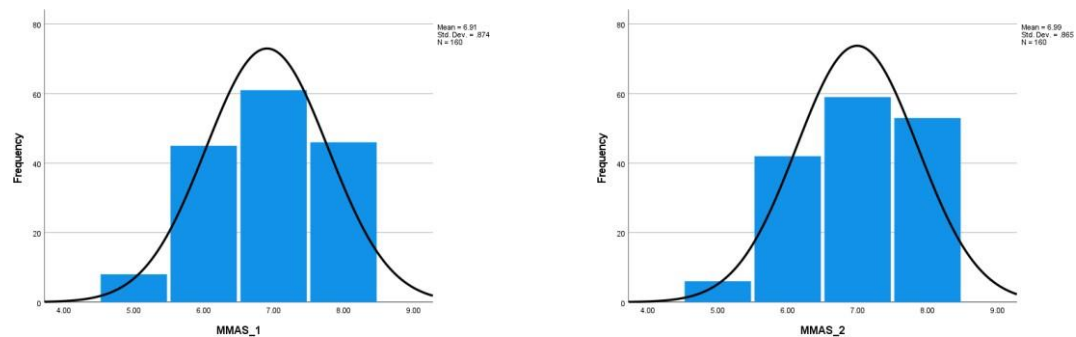 80
60
40
20
0
Frequency
4.00 5.00 6.00 7.00 8.00 9.00
MMAS_1
Mean = 6.91
Std. Dev. = .874
N = 160
80
60
40
20
0
Frequency
4.00 5.00 6.00 7.00 8.00 9.00
MMAS_2
Mean = 6.99
Std. Dev. = .865
N = 160